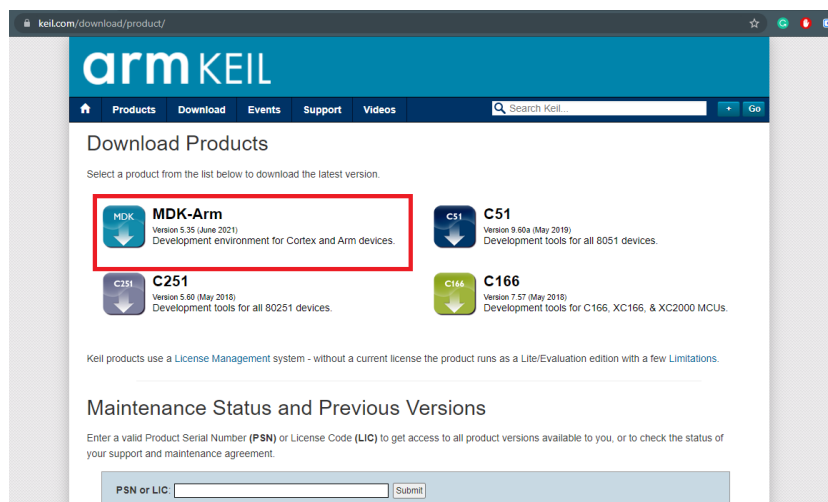 keil.com/download/product/
arm KEIL
Products Download Events Support Videos Search Keil... + Go
Download Products
Select a product from the list below to download the latest version.
MDK
MDK-Arm
Version 5.35 (June 2021)
Development environment for Cortex and Arm devices.
C51
C51
Version 9.60a (May 2019)
Development tools for all 8051 devices.
C251
C251
Version 5.60 (May 2018)
Development tools for all 80251 devices.
C166
C166
Version 7.57 (May 2018)
Development tools for C166, XC166, & XC2000 MCUs.
Keil products use a License Management system - without a current license the product runs as a Lite/Evaluation edition with a few Limitations.
Maintenance Status and Previous Versions
Enter a valid Product Serial Number (PSN) or License Code (LIC) to get access to all product versions available to you, or to check the status of
your support and maintenance agreement.
PSN or LIC: Submit